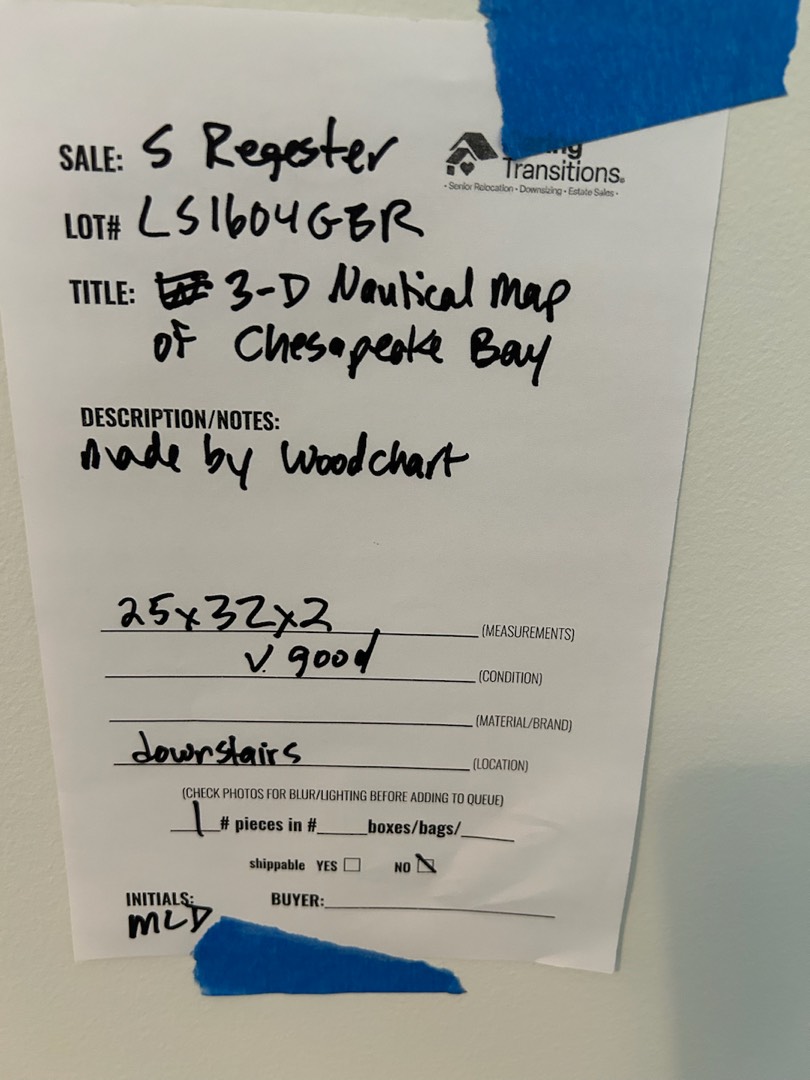 SALE: S Regester
Transitions.
• Senior Relocation • Downsizing • Estate Sales •
LOT# LS1604GBR
TITLE: 3-D Nautical Map
of Chesapeake Bay
DESCRIPTION/NOTES:
Made by Woodchart
25x32x2 (MEASUREMENTS)
V. good (CONDITION)
(MATERIAL/BRAND)
downstairs (LOCATION)
(CHECK PHOTOS FOR BLUR/LIGHTING BEFORE ADDING TO QUEUE)
1 # pieces in #____boxes/bags/____
shippable YES ☐ NO ☒
INITIALS: BUYER:
MLD